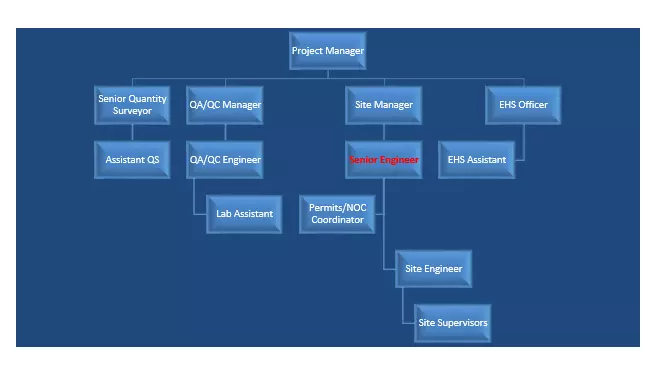 Project Manager
Senior Quantity
Surveyor
QA/QC Manager
Site Manager
EHS Officer
Assistant QS
QA/QC Engineer
Senior Engineer
EHS Assistant
Lab Assistant
Permits/NOC
Coordinator
Site Engineer
Site Supervisors